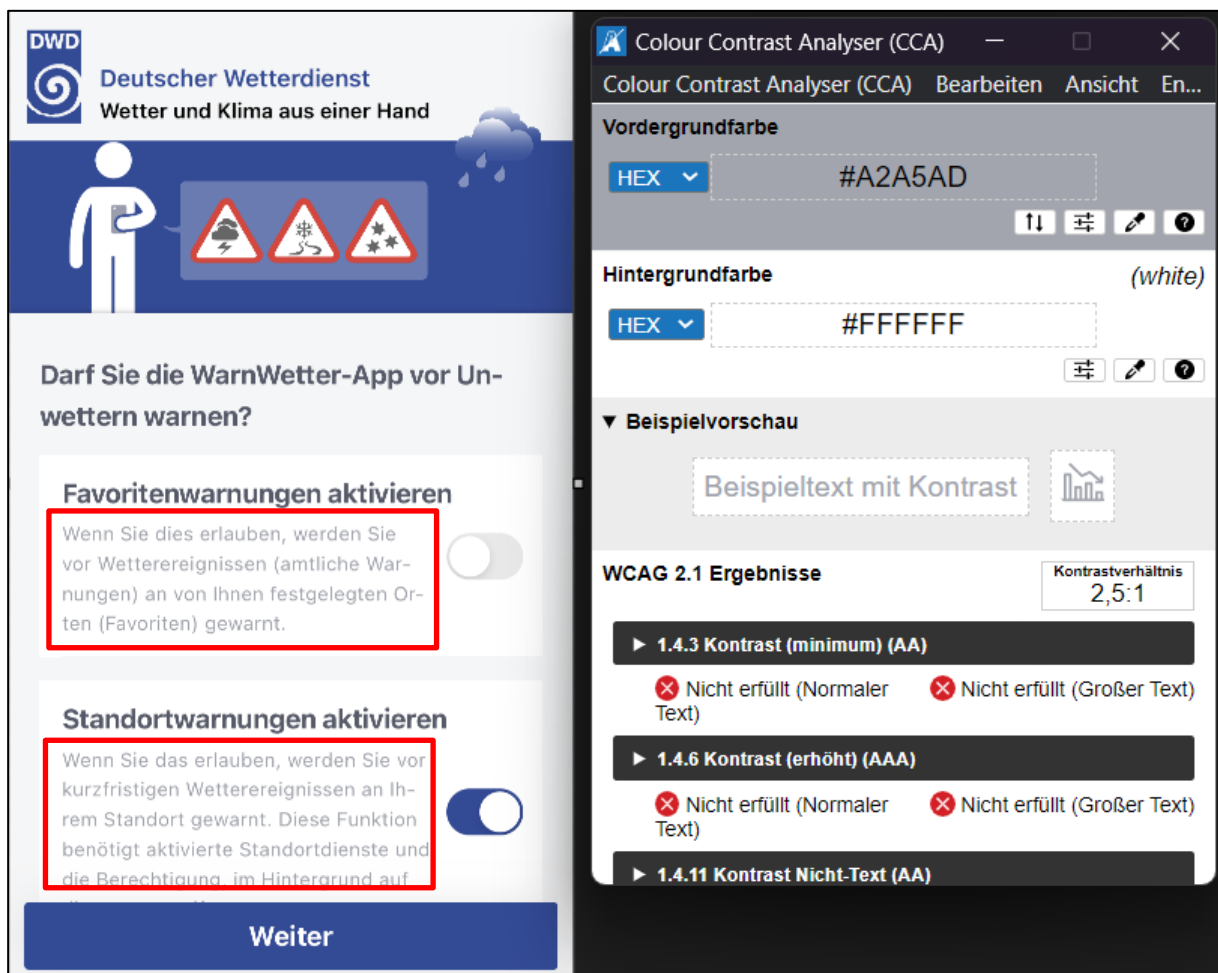 DWD
Deutscher Wetterdienst
Wetter und Klima aus einer Hand
Darf Sie die WarnWetter-App vor Un-
wettern warnen?
Favoritenwarnungen aktivieren
Wenn Sie dies erlauben, werden Sie
vor Wetterereignissen (amtliche War-
nungen) an von Ihnen festgelegten Or-
ten (Favoriten) gewarnt.
Standortwarnungen aktivieren
Wenn Sie das erlauben, werden Sie vor
kurzfristigen Wetterereignissen an Ih-
rem Standort gewarnt. Diese Funktion
benötigt aktivierte Standortdienste und
die Berechtigung, im Hintergrund auf
Weiter
Colour Contrast Analyser (CCA)
Colour Contrast Analyser (CCA) Bearbeiten Ansicht En...
Vordergrundfarbe
HEX #A2A5AD
Hintergrundfarbe (white)
HEX #FFFFFF
▼ Beispielvorschau
Beispieltext mit Kontrast
WCAG 2.1 Ergebnisse
Kontrastverhältnis
2,5:1
▶ 1.4.3 Kontrast (minimum) (AA)
Nicht erfüllt (Normaler Text)
Nicht erfüllt (Großer Text)
▶ 1.4.6 Kontrast (erhöht) (AAA)
Nicht erfüllt (Normaler Text)
Nicht erfüllt (Großer Text)
▶ 1.4.11 Kontrast Nicht-Text (AA)